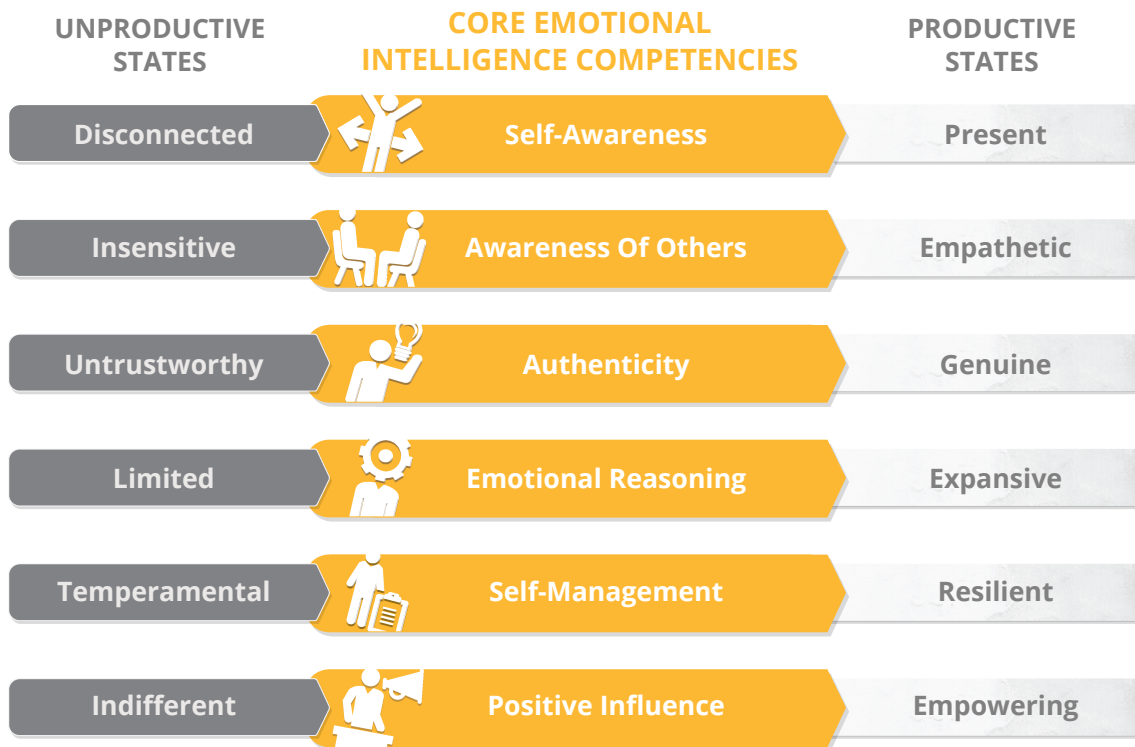 UNPRODUCTIVE
STATES
CORE EMOTIONAL
INTELLIGENCE COMPETENCIES
PRODUCTIVE
STATES
Disconnected
Self-Awareness
Present
Insensitive
Awareness Of Others
Empathetic
Untrustworthy
Authenticity
Genuine
Limited
Emotional Reasoning
Expansive
Temperamental
Self-Management
Resilient
Indifferent
Positive Influence
Empowering